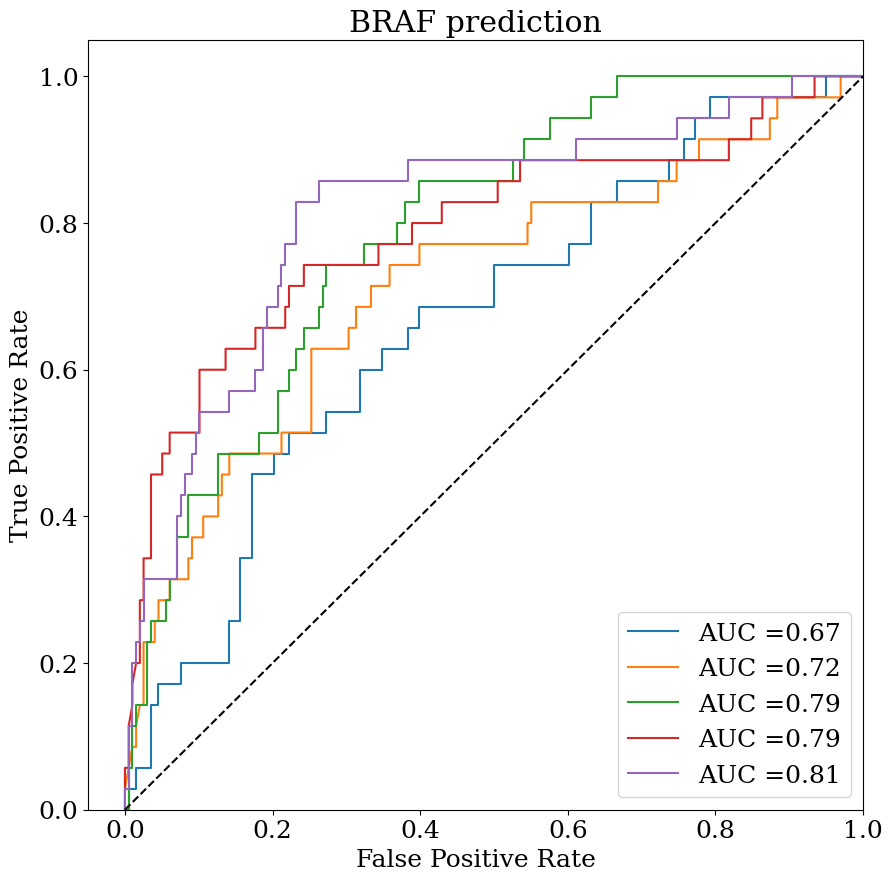 BRAF prediction
True Positive Rate
1.0
0.8
0.6
0.4
0.2
0.0
0.0 0.2 0.4 0.6 0.8 1.0
False Positive Rate
AUC =0.67
AUC =0.72
AUC =0.79
AUC =0.79
AUC =0.81